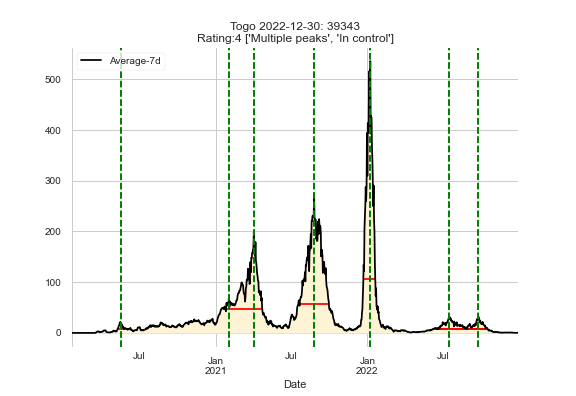 Togo 2022-12-30: 39343
Rating:4 ['Multiple peaks', 'In control']
Average-7d
500
400
300
200
100
0
Jul
Jan
2021
Jul
Jan
2022
Jul
Date